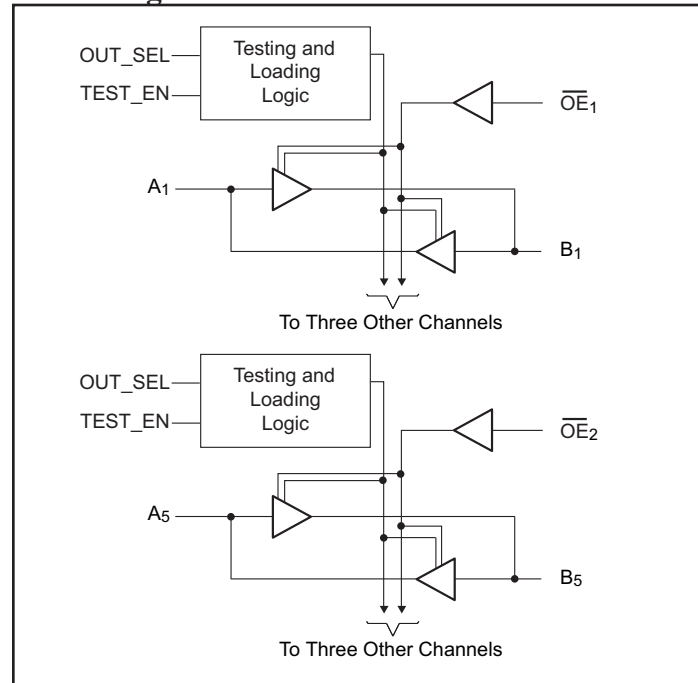 OUT_SEL
TEST_EN
Testing and
Loading
Logic
OE1
A1
B1
To Three Other Channels
OUT_SEL
TEST_EN
Testing and
Loading
Logic
OE2
A5
B5
To Three Other Channels